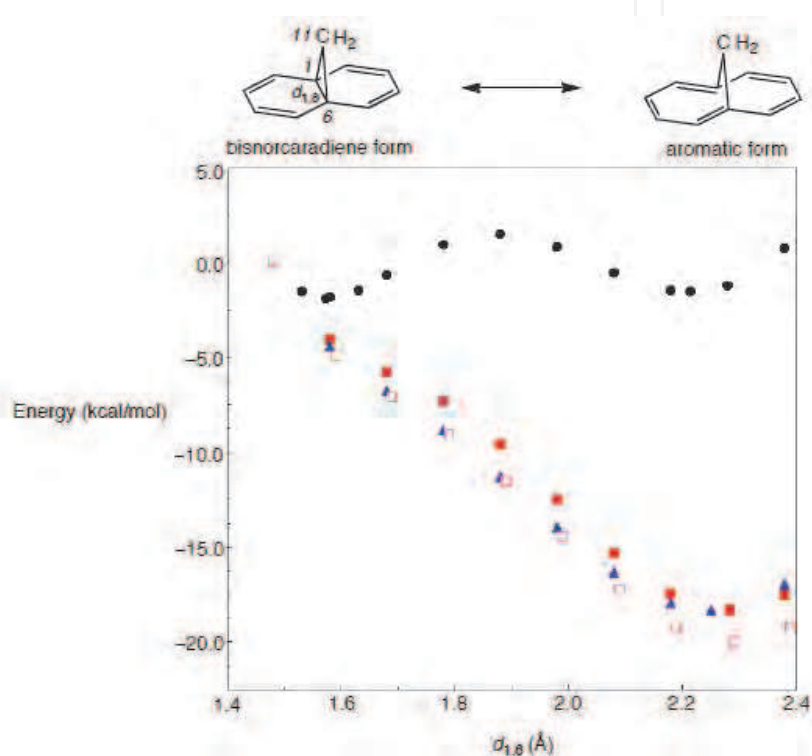 11CH₂
CH₂
1
d₁,₆
6
bisnorcaradiene form
aromatic form
5.0
0.0
−5.0
Energy (kcal/mol)
−10.0
−15.0
−20.0
1.4
1.6
1.8
2.0
2.2
2.4
d₁,₆ (Å)